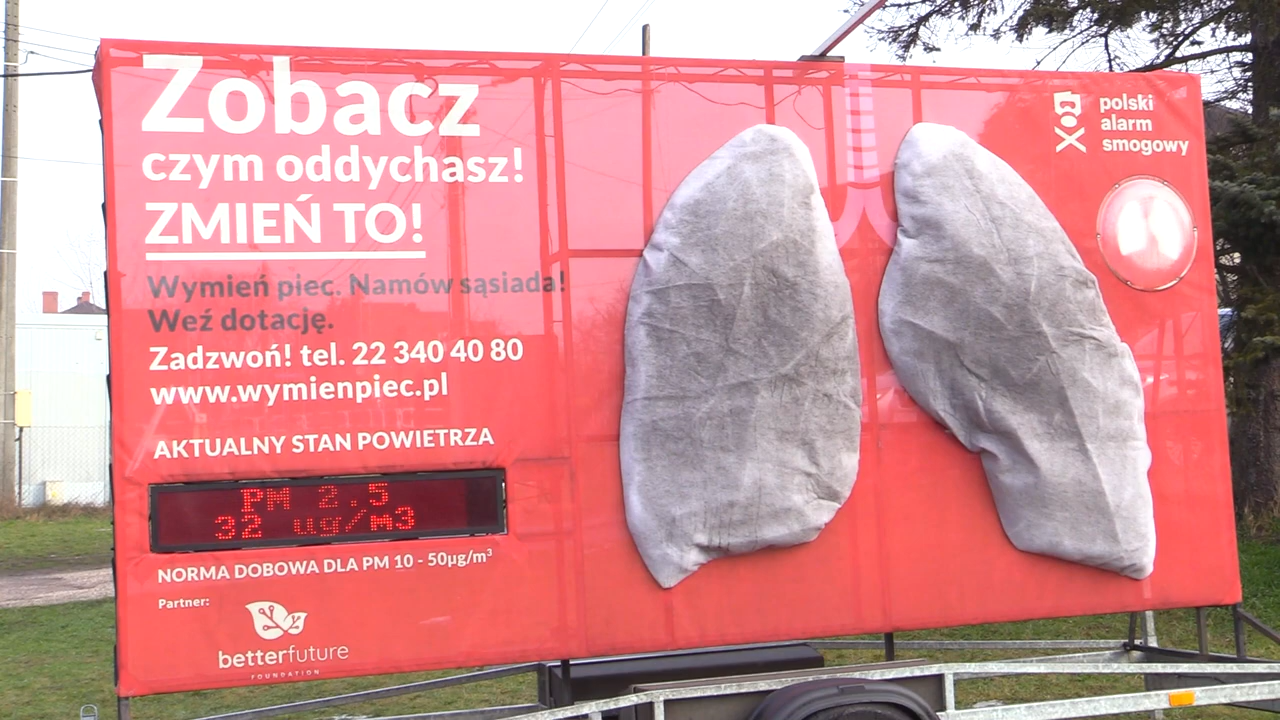 Zobacz
czym oddychasz!
ZMIEŃ TO!
Wymień piec. Namów sąsiada!
Weź dotację.
Zadzwoń! tel. 22 340 40 80
www.wymienpiec.pl
AKTUALNY STAN POWIETRZA
PM 2.5
32 ug/m3
NORMA DOBOWA DLA PM 10 - 50µg/m³
Partner:
betterfuture
FOUNDATION
polski
alarm
smogowy